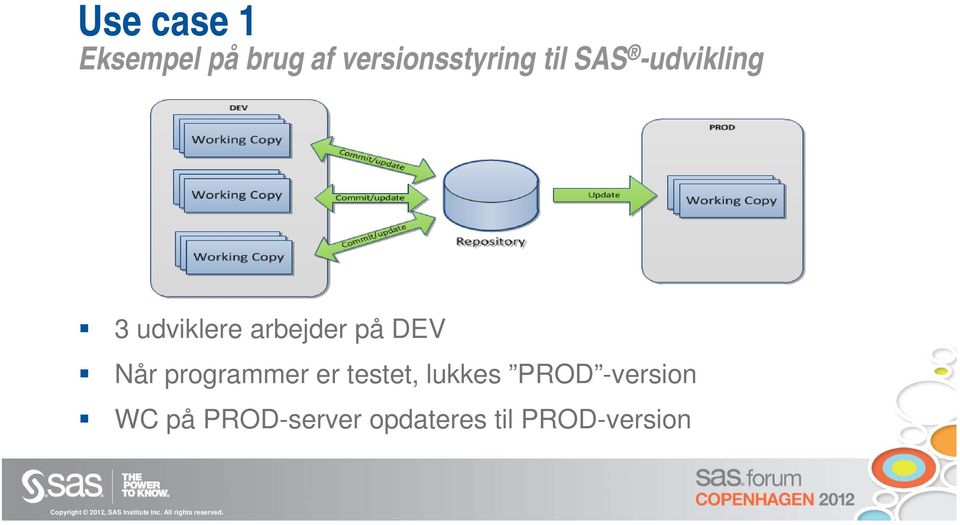 Use case 1
Eksempel på brug af versionsstyring til SAS® -udvikling
DEV
Working Copy
Working Copy
Working Copy
Commit/update
Commit/update
Commit/update
Repository
Update
PROD
Working Copy
▪ 3 udviklere arbejder på DEV
▪ Når programmer er testet, lukkes ”PROD”-version
▪ WC på PROD-server opdateres til PROD-version
sas.
THE
POWER
TO KNOW.
Copyright © 2012, SAS Institute Inc. All rights reserved.
sas.forum
COPENHAGEN 2012